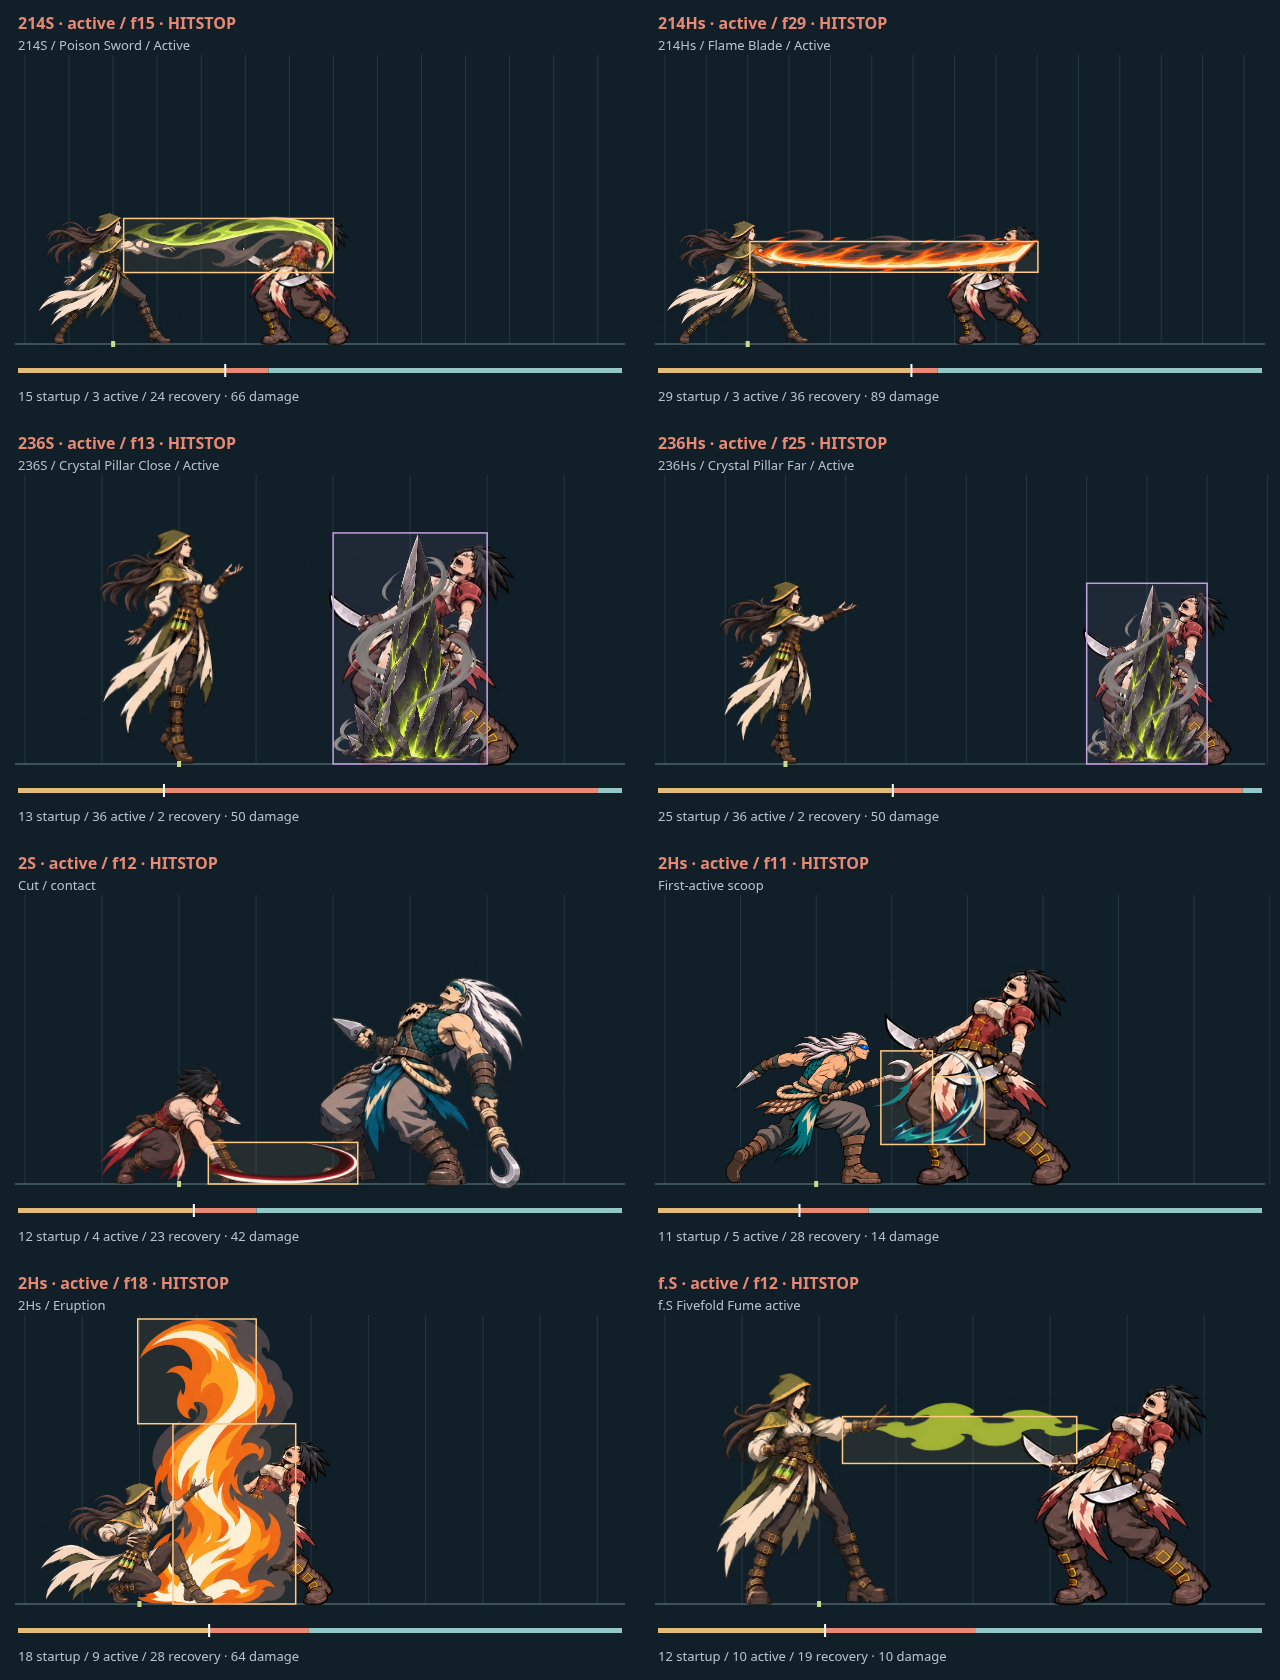 214S · active / f15 · HITSTOP
214S / Poison Sword / Active
15 startup / 3 active / 24 recovery · 66 damage
214Hs · active / f29 · HITSTOP
214Hs / Flame Blade / Active
29 startup / 3 active / 36 recovery · 89 damage
236S · active / f13 · HITSTOP
236S / Crystal Pillar Close / Active
13 startup / 36 active / 2 recovery · 50 damage
236Hs · active / f25 · HITSTOP
236Hs / Crystal Pillar Far / Active
25 startup / 36 active / 2 recovery · 50 damage
2S · active / f12 · HITSTOP
Cut / contact
12 startup / 4 active / 23 recovery · 42 damage
2Hs · active / f11 · HITSTOP
First-active scoop
11 startup / 5 active / 28 recovery · 14 damage
2Hs · active / f18 · HITSTOP
2Hs / Eruption
18 startup / 9 active / 28 recovery · 64 damage
f.S · active / f12 · HITSTOP
f.S Fivefold Fume active
12 startup / 10 active / 19 recovery · 10 damage